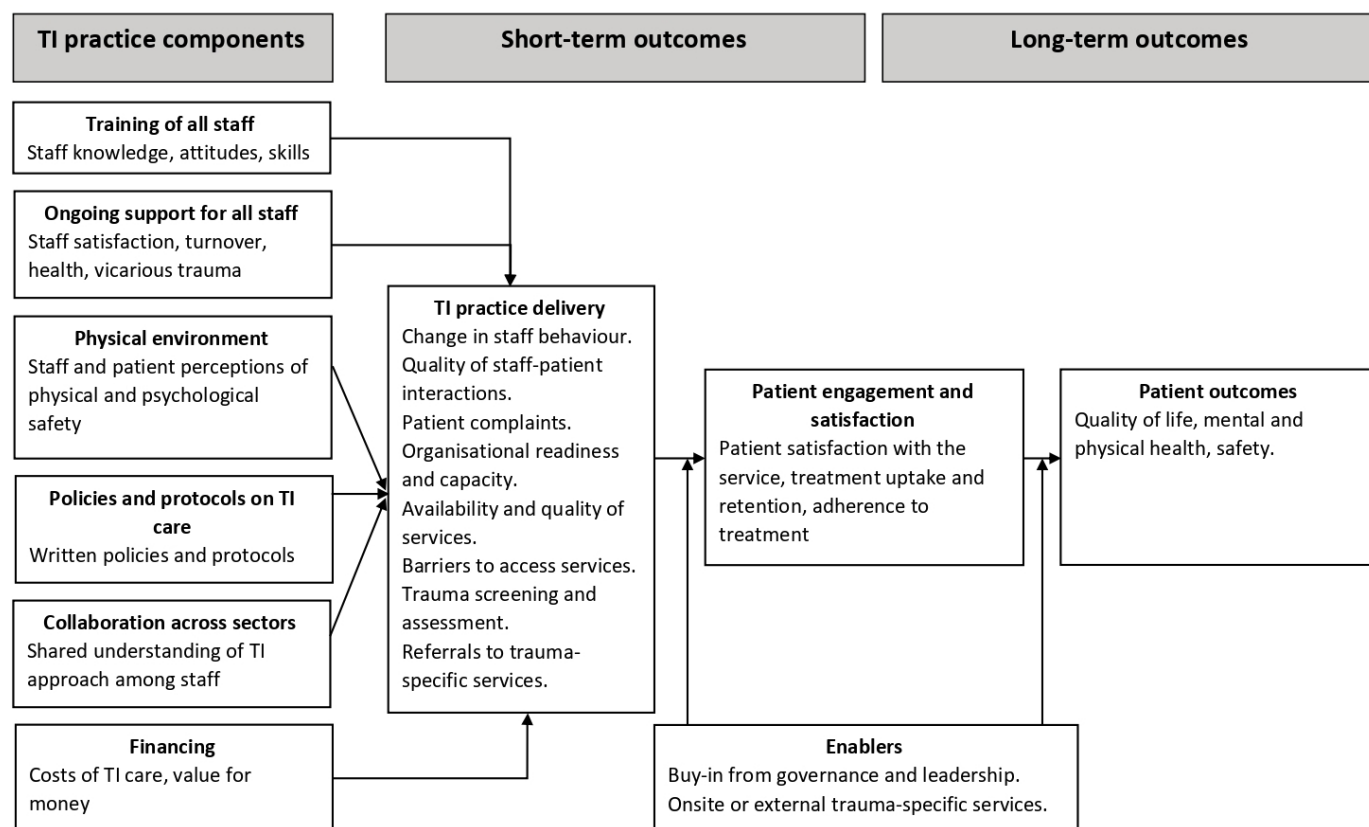 TI practice components
Short-term outcomes
Long-term outcomes
Training of all staff
Staff knowledge, attitudes, skills
Ongoing support for all staff
Staff satisfaction, turnover,
health, vicarious trauma
Physical environment
Staff and patient perceptions of
physical and psychological
safety
Policies and protocols on TI
care
Written policies and protocols
Collaboration across sectors
Shared understanding of TI
approach among staff
Financing
Costs of TI care, value for
money
TI practice delivery
Change in staff behaviour.
Quality of staff-patient
interactions.
Patient complaints.
Organisational readiness
and capacity.
Availability and quality of
services.
Barriers to access services.
Trauma screening and
assessment.
Referrals to trauma-
specific services.
Patient engagement and
satisfaction
Patient satisfaction with the
service, treatment uptake and
retention, adherence to
treatment
Patient outcomes
Quality of life, mental and
physical health, safety.
Enablers
Buy-in from governance and leadership.
Onsite or external trauma-specific services.